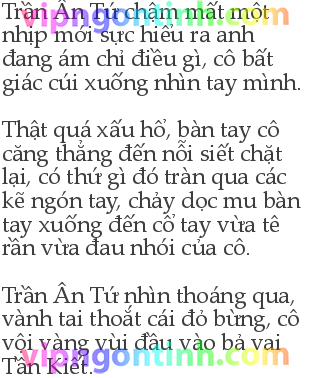 Trần Ân Tứ chậm mất một
nhịp mới sực hiểu ra anh
đang ám chỉ điều gì, cô bất
giác cúi xuống nhìn tay mình.
Thật quá xấu hổ, bàn tay cô
căng thẳng đến nỗi siết chặt
lại, có thứ gì đó tràn qua các
kẽ ngón tay, chảy dọc mu bàn
tay xuống đến cổ tay vừa tê
rần vừa đau nhói của cô.
Trần Ân Tứ nhìn thoáng qua,
vành tai thoắt cái đỏ bừng, cô
vội vàng vùi đầu vào bả vai
Tần Kiết.
vipngontinh.com
vipngontinh.com